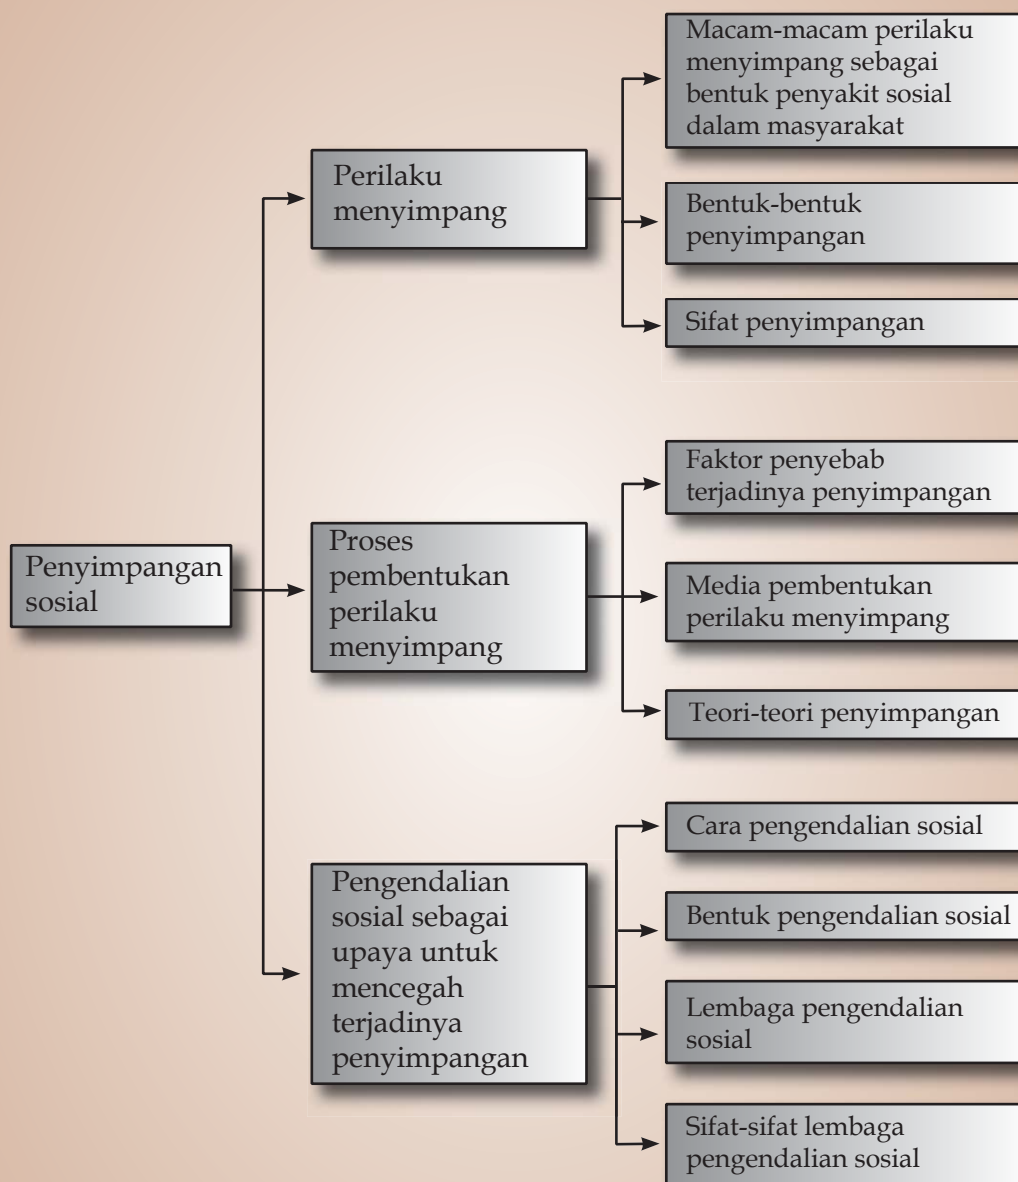 Penyimpangan
sosial
Perilaku
menyimpang
Macam-macam perilaku
menyimpang sebagai
bentuk penyakit sosial
dalam masyarakat
Bentuk-bentuk
penyimpangan
Sifat penyimpangan
Proses
pembentukan
perilaku
menyimpang
Faktor penyebab
terjadinya penyimpangan
Media pembentukan
perilaku menyimpang
Teori-teori penyimpangan
Pengendalian
sosial sebagai
upaya untuk
mencegah
terjadinya
penyimpangan
Cara pengendalian sosial
Bentuk pengendalian sosial
Lembaga pengendalian
sosial
Sifat-sifat lembaga
pengendalian sosial